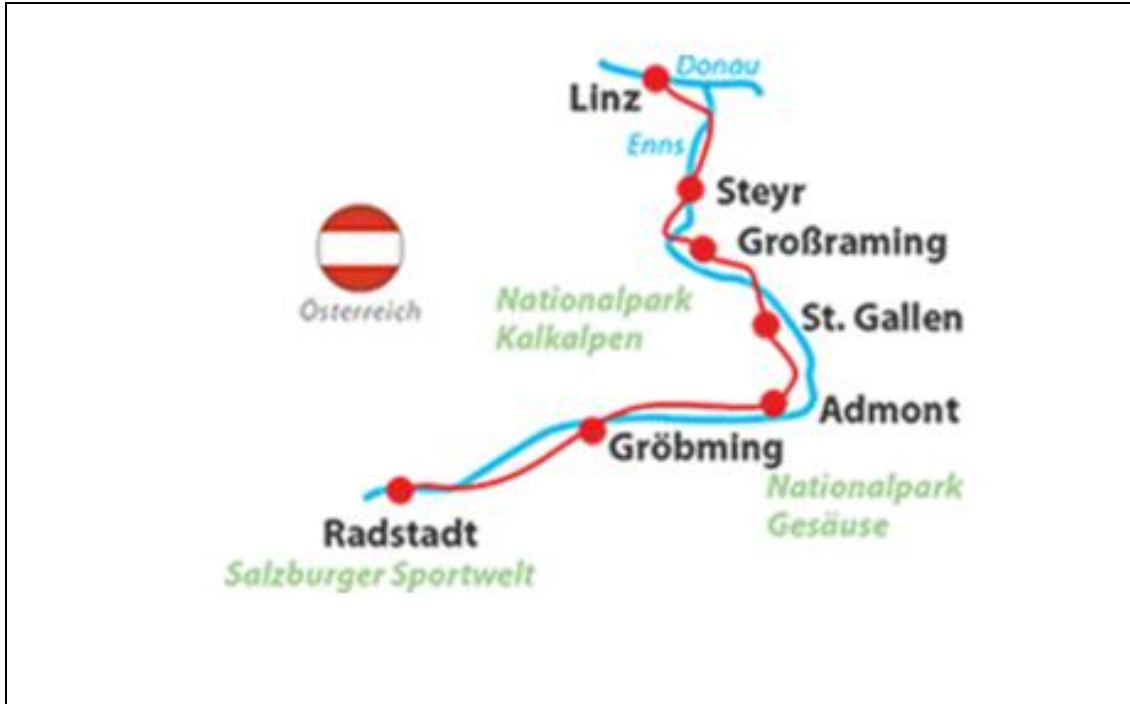 Donau
Linz
Enns
Steyr
Großraming
Österreich
Nationalpark
Kalkalpen
St. Gallen
Admont
Gröbming
Nationalpark
Gesäuse
Radstadt
Salzburger Sportwelt